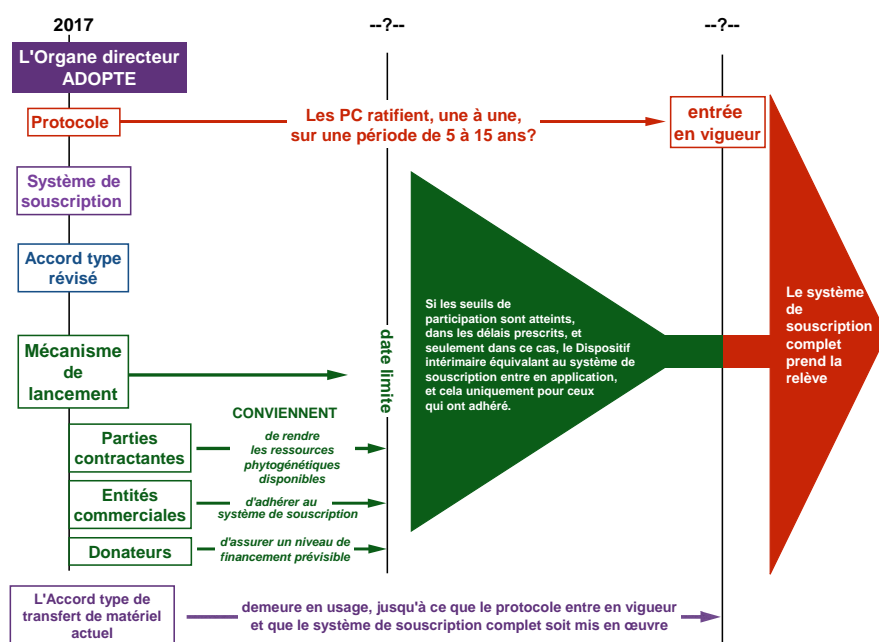 2017
--?--
--?--
L'Organe directeur
ADOPTE
Protocole
Les PC ratifient, une à une,
sur une période de 5 à 15 ans?
entrée
en vigueur
Système de
souscription
Accord type
révisé
Mécanisme
de
lancement
date limite
Si les seuils de
participation sont atteints,
dans les délais prescrits, et
seulement dans ce cas, le Dispositif
intérimaire équivalant au système de
souscription entre en application,
et cela uniquement pour ceux
qui ont adhéré.
Le système
de
souscription
complet
prend la
relève
CONVIENNENT
Parties
contractantes
de rendre
les ressources
phytogénétiques
disponibles
Entités
commerciales
d'adhérer au
système de souscription
Donateurs
d'assurer un niveau de
financement prévisible
L'Accord type de
transfert de matériel
actuel
demeure en usage, jusqu'à ce que le protocole entre en vigueur
et que le système de souscription complet soit mis en œuvre